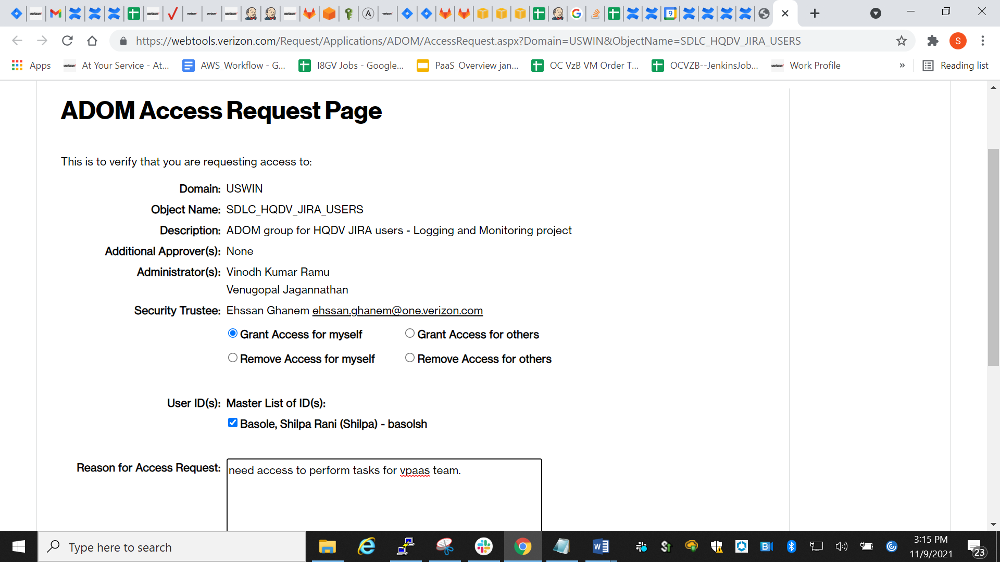 https://webtools.verizon.com/Request/Applications/ADOM/AccessRequest.aspx?Domain=USWIN&ObjectName=SDLC_HQDV_JIRA_USERS
S
Apps At Your Service - At... AWS_Workflow - G... I8GV Jobs - Google... PaaS_Overview jan... OC VzB VM Order T... OCVZB--JenkinsJob... Work Profile » Reading list
ADOM Access Request Page
This is to verify that you are requesting access to:
Domain: USWIN
Object Name: SDLC_HQDV_JIRA_USERS
Description: ADOM group for HQDV JIRA users - Logging and Monitoring project
Additional Approver(s): None
Administrator(s): Vinodh Kumar Ramu
Venugopal Jagannathan
Security Trustee: Ehssan Ghanem ehssan.ghanem@one.verizon.com
Grant Access for myself Grant Access for others
Remove Access for myself Remove Access for others
User ID(s): Master List of ID(s):
Basole, Shilpa Rani (Shilpa) - basolsh
Reason for Access Request: need access to perform tasks for vpaas team.
Type here to search
3:15 PM
11/9/2021
23